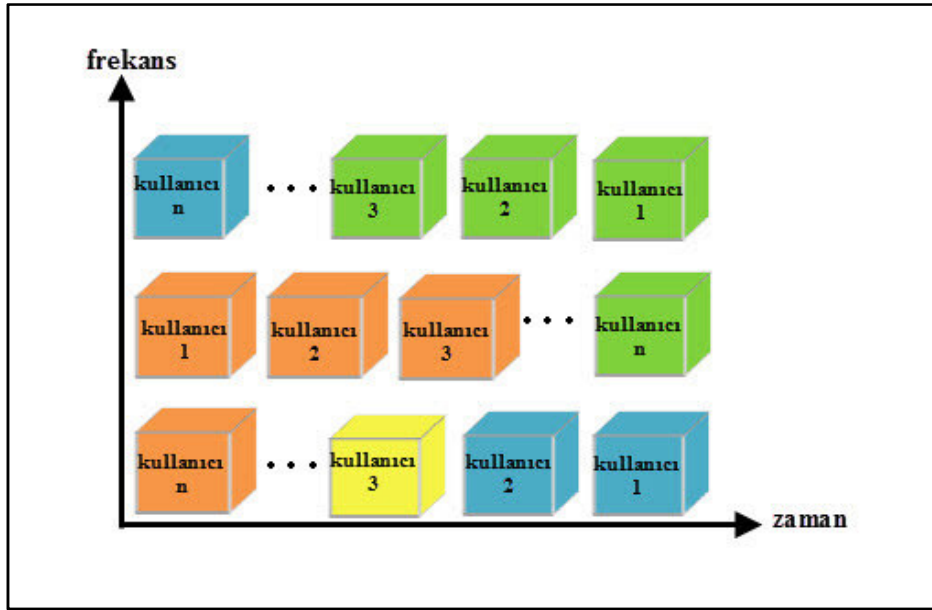 frekans
kullanıcı
n
• • •
kullanıcı
3
kullanıcı
2
kullanıcı
1
kullanıcı
1
kullanıcı
2
kullanıcı
3
• • •
kullanıcı
n
kullanıcı
n
• • •
kullanıcı
3
kullanıcı
2
kullanıcı
1
zaman